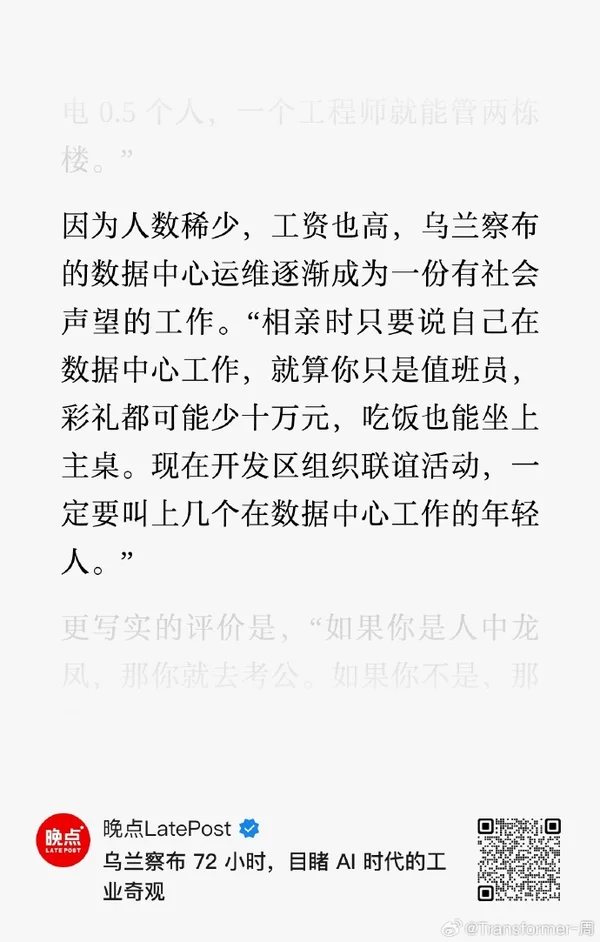 电 0.5 个人，一个工程师就能管两栋
楼。”
因为人数稀少，工资也高，乌兰察布
的数据中心运维逐渐成为一份有社会
声望的工作。“相亲时只要说自己在
数据中心工作，就算你只是值班员，
彩礼都可能少十万元，吃饭也能坐上
主桌。现在开发区组织联谊活动，一
定要叫上几个在数据中心工作的年轻
人。”
更写实的评价是，“如果你是人中龙
凤，那你就去考公。如果你不是、那
晚点
LATE POST
晚点LatePost
乌兰察布 72 小时，目睹 AI 时代的工
业奇观
@Transformer-周